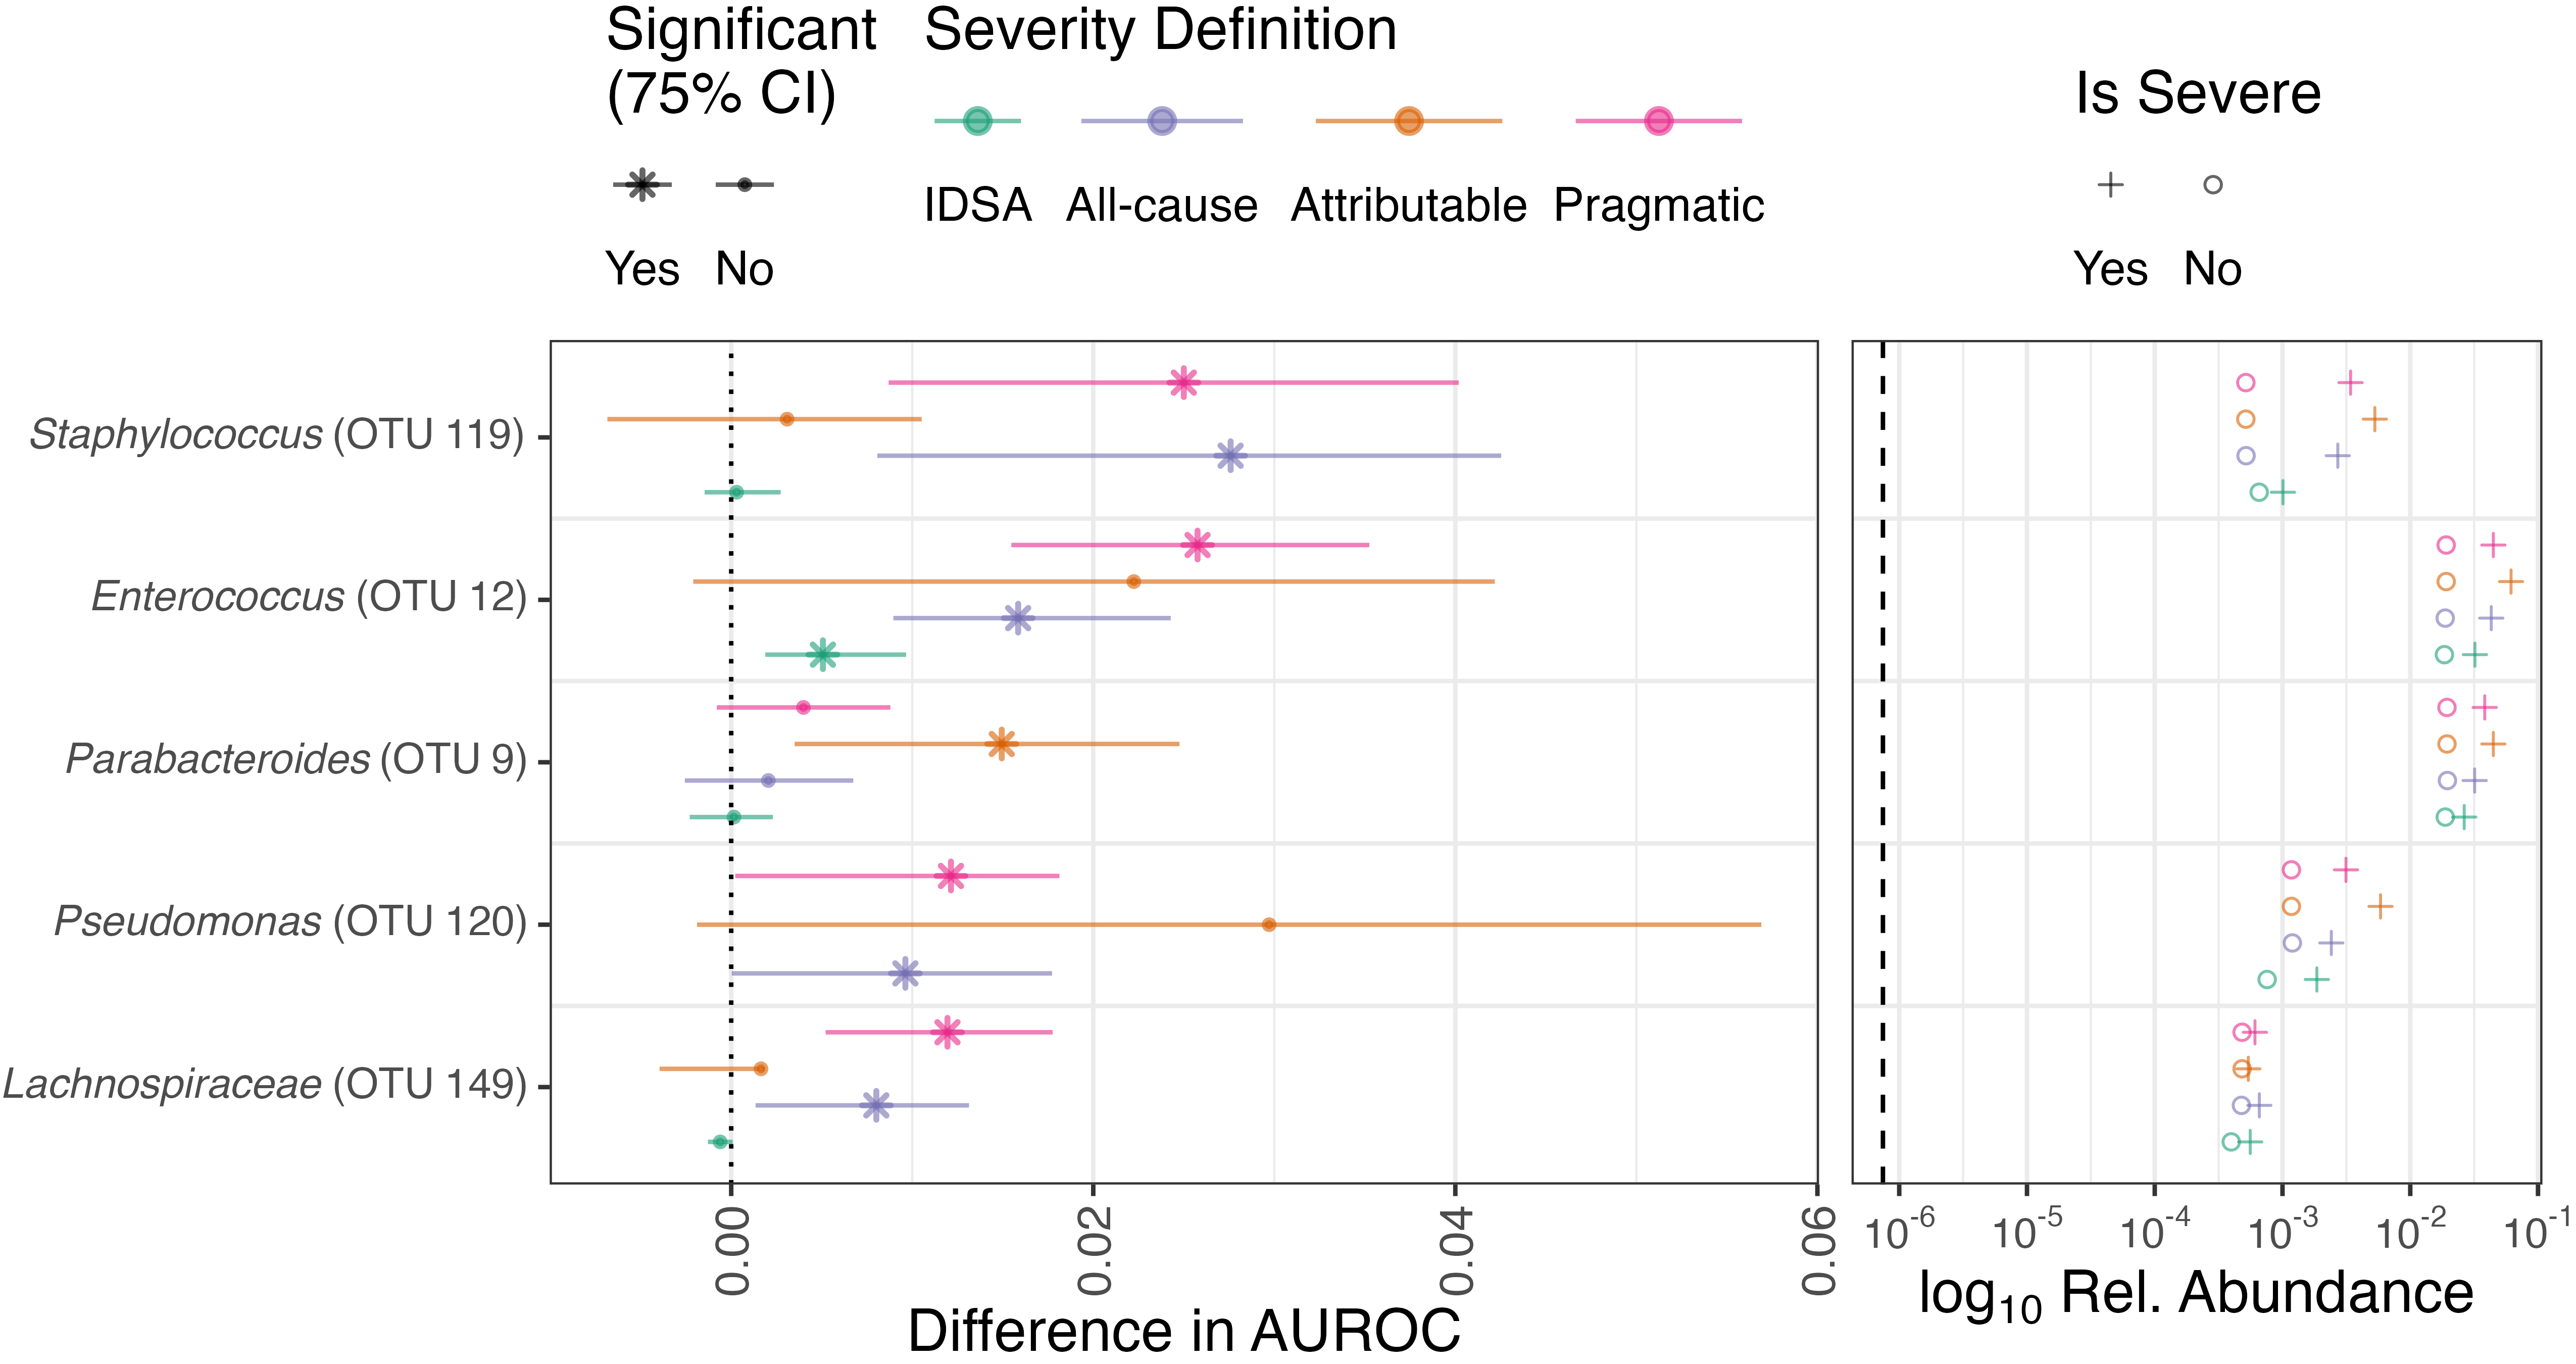 Significant
(75% CI)
Yes No
Severity Definition
IDSA All-cause Attributable Pragmatic
Is Severe
Yes No
Staphylococcus (OTU 119)
Enterococcus (OTU 12)
Parabacteroides (OTU 9)
Pseudomonas (OTU 120)
Lachnospiraceae (OTU 149)
0.00 0.02 0.04 0.06
Difference in AUROC
10⁻⁶ 10⁻⁵ 10⁻⁴ 10⁻³ 10⁻² 10⁻¹
log₁₀ Rel. Abundance